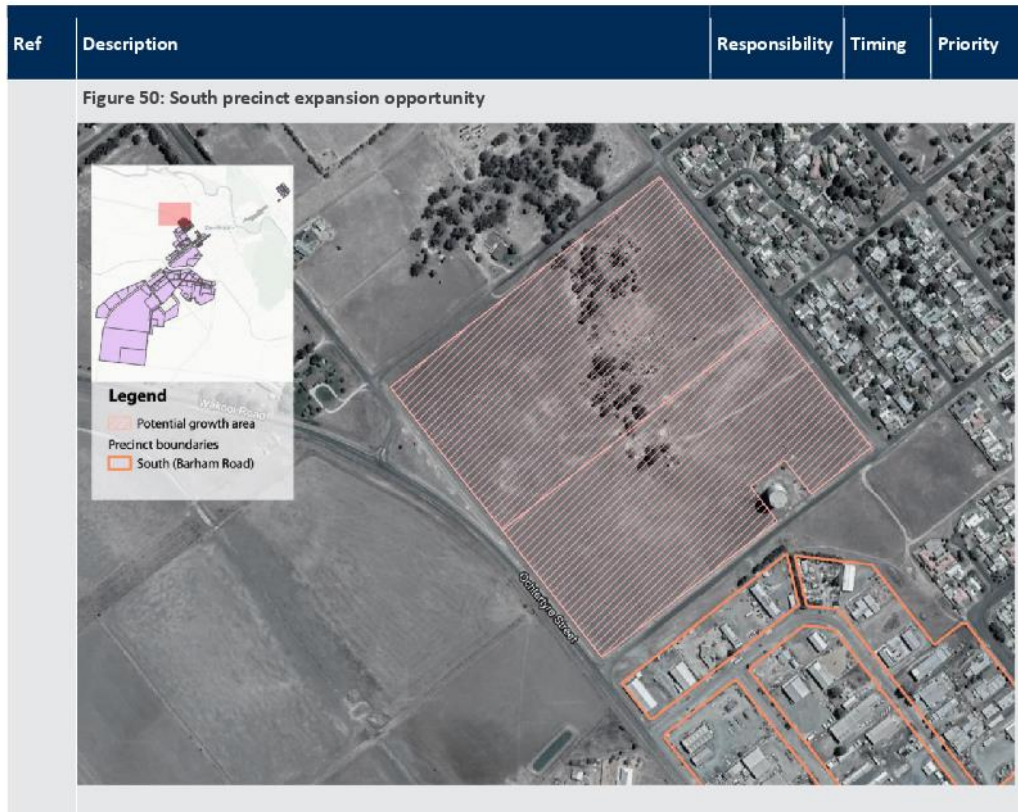 Ref Description Responsibility Timing Priority
Figure 50: South precinct expansion opportunity
Legend
Wakool Road
Potential growth area
Precinct boundaries
South (Barham Road)
Ochtertyre Street